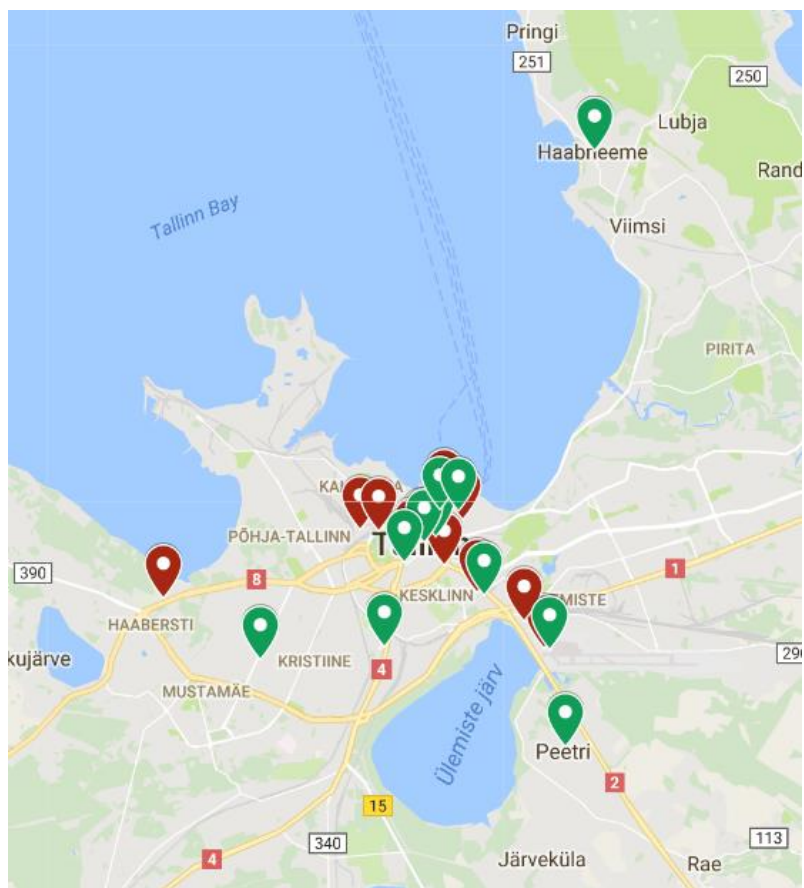 Pringi
251
250
Lubja
Haabneeme
Rand
Viimsi
Tallinn Bay
PIRITA
PÕHJA-TALLINN
390
8
1
KESKLINN
HAABERSTI
290
kujärve
KRISTIINE
4
MUSTAMÄE
Ülemiste järv
Peetri
2
15
340
113
4
Järveküla
Rae